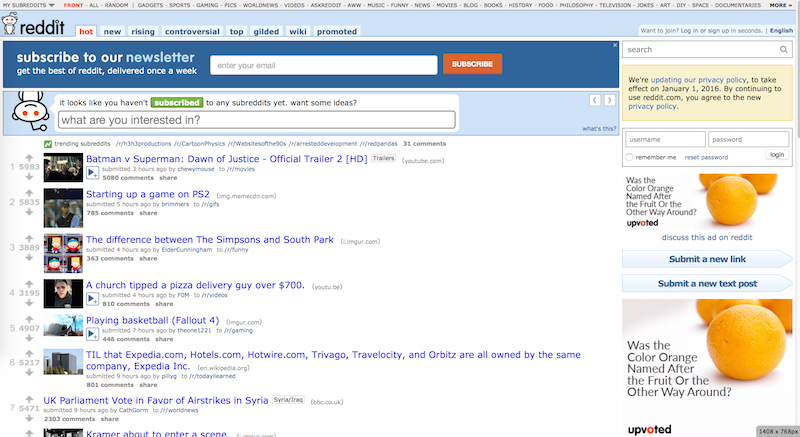 MY SUBREDDITS FRONT - ALL - RANDOM | GADGETS - SPORTS - GAMING - PICS - WORLDNEWS - VIDEOS - ASKREDDIT - AWW - MUSIC - FUNNY - NEWS - MOVIES - BLOG - BOOKS - HISTORY - FOOD - PHILOSOPHY - TELEVISION - JOKES - ART - DIY - SPACE - DOCUMENTARIES MORE »
reddit hot new rising controversial top gilded wiki promoted
Want to join? Log in or sign up in seconds. | English
subscribe to our newsletter
get the best of reddit, delivered once a week
enter your email
SUBSCRIBE
it looks like you haven't subscribed to any subreddits yet. want some ideas?
what are you interested in?
what's this?
trending subreddits /r/h3h3productions /r/CartoonPhysics /r/Websitesofthe90s /r/arresteddevelopment /r/redpandas 31 comments
1 5983 Batman v Superman: Dawn of Justice - Official Trailer 2 [HD] Trailers (youtube.com)
submitted 3 hours ago by chewymouse to /r/movies
5080 comments share
2 5835 Starting up a game on PS2 (img.memecdn.com)
submitted 5 hours ago by brimmers to /r/gifs
785 comments share
3 3889 The difference between The Simpsons and South Park (i.imgur.com)
submitted 4 hours ago by ElderCunningham to /r/funny
363 comments share
4 3195 A church tipped a pizza delivery guy over $700. (youtu.be)
submitted 4 hours ago by F0M to /r/videos
810 comments share
5 4907 Playing basketball (Fallout 4) (imgur.com)
submitted 7 hours ago by theone1221 to /r/gaming
446 comments share
6 5217 TIL that Expedia.com, Hotels.com, Hotwire.com, Trivago, Travelocity, and Orbitz are all owned by the same
company, Expedia Inc. (en.wikipedia.org)
submitted 9 hours ago by pillyg to /r/todayilearned
801 comments share
7 5471 UK Parliament Vote in Favor of Airstrikes in Syria Syria/Iraq (bbc.co.uk)
submitted 9 hours ago by CathGorm to /r/worldnews
2303 comments share
Kramer about to enter a scene. (i.imgur.com)
search
We're updating our privacy policy, to take
effect on January 1, 2016. By continuing to
use reddit.com, you agree to the new
privacy policy.
username password
remember me reset password login
Was the
Color Orange
Named After
the Fruit Or the
Other Way Around?
upvoted
discuss this ad on reddit
Submit a new link
Submit a new text post
Was the
Color Orange
Named After
the Fruit Or the
Other Way Around?
upvoted
1408 x 768px